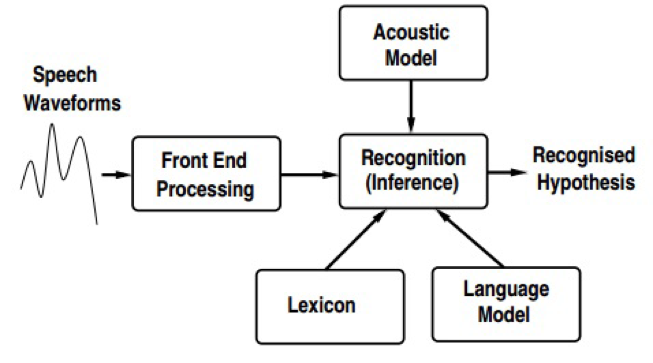 Acoustic
Model
Speech
Waveforms
Front End
Processing
Recognition
(Inference)
Recognised
Hypothesis
Lexicon
Language
Model